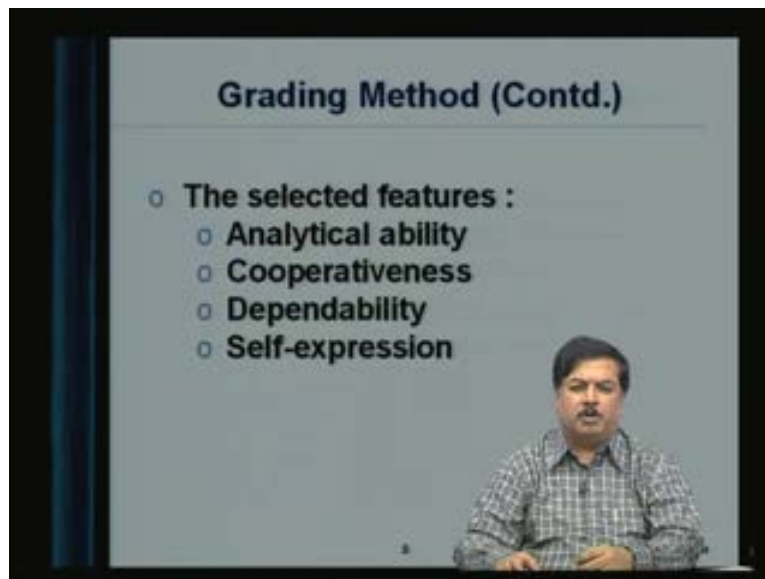 Grading Method (Contd.)
o The selected features :
o Analytical ability
o Cooperativeness
o Dependability
o Self-expression